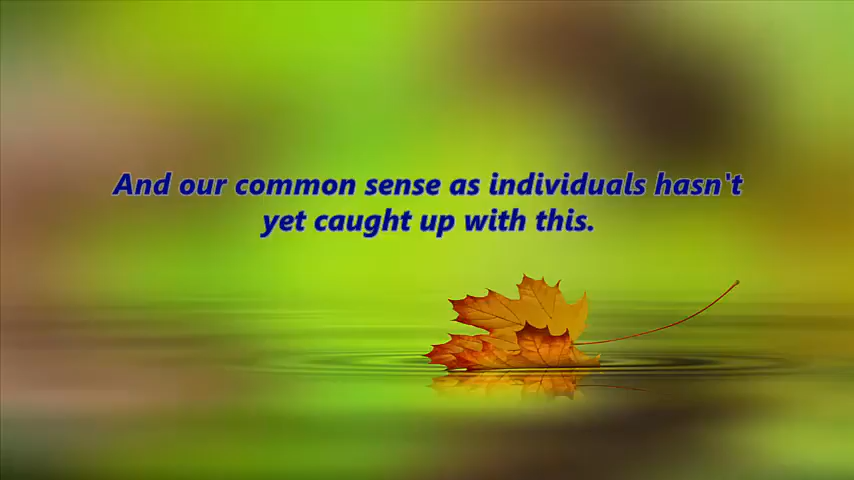 And our common sense as individuals hasn't
yet caught up with this.